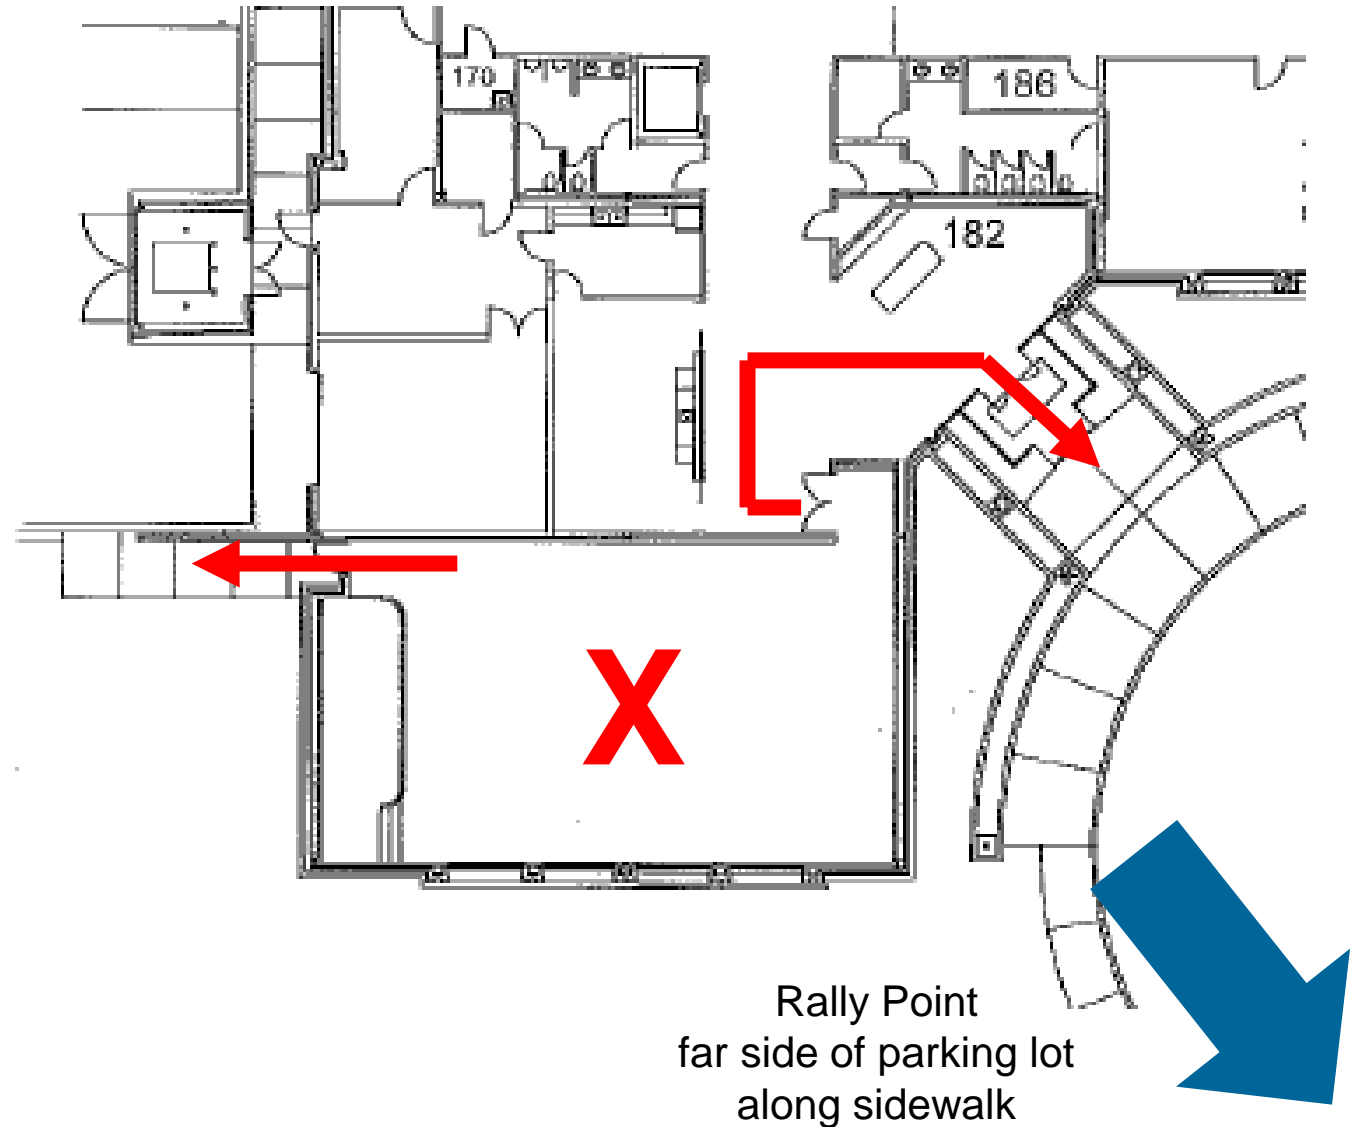 170
186
182
X
Rally Point
far side of parking lot
along sidewalk